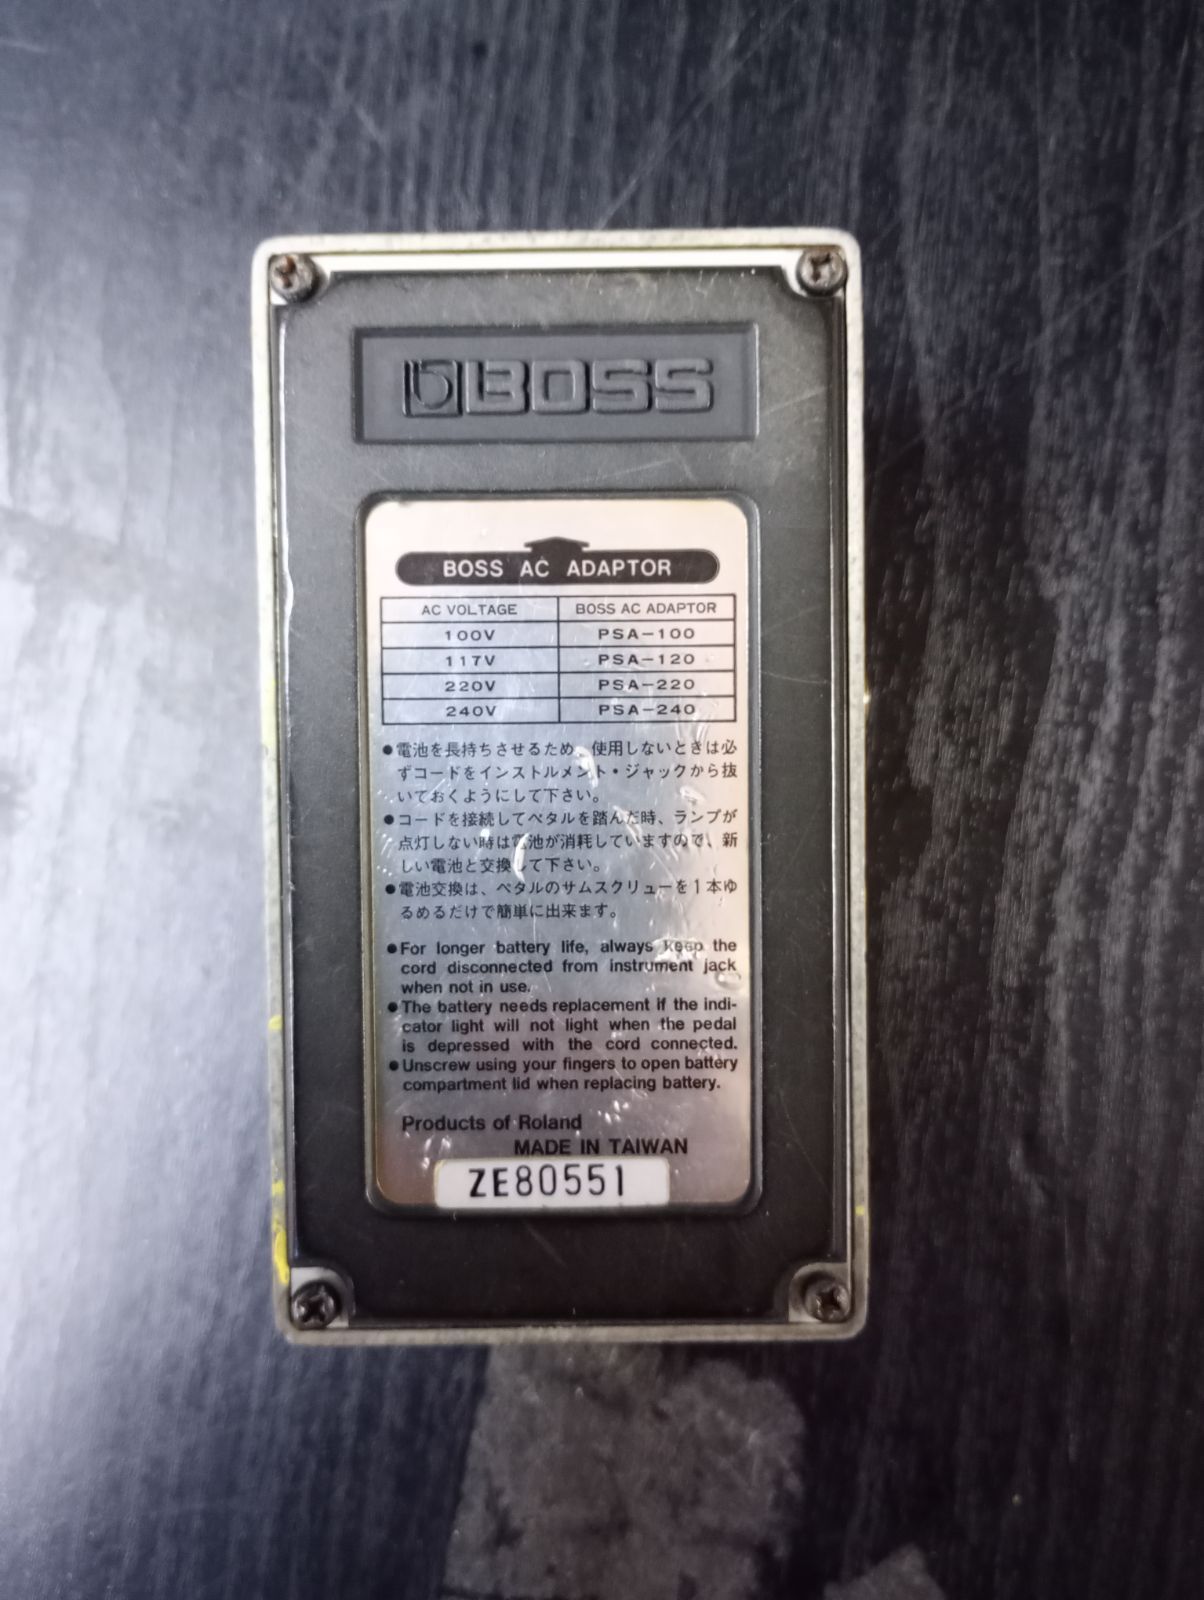 BOSS
BOSS AC ADAPTOR
AC VOLTAGE BOSS AC ADAPTOR
100V PSA-100
117V PSA-120
220V PSA-220
240V PSA-240
●電池を長持ちさせるため、使用しないときは必
ずコードをインストルメント・ジャックから抜
いておくようにして下さい。
●コードを接続してペタルを踏んだ時、ランプが
点灯しない時は電池が消耗していますので、新
しい電池と交換して下さい。
●電池交換は、ペタルのサムスクリューを1本ゆ
るめるだけで簡単に出来ます。
●For longer battery life, always keep the
cord disconnected from instrument jack
when not in use.
●The battery needs replacement if the indi-
cator light will not light when the pedal
is depressed with the cord connected.
●Unscrew using your fingers to open battery
compartment lid when replacing battery.
Products of Roland
MADE IN TAIWAN
ZE80551